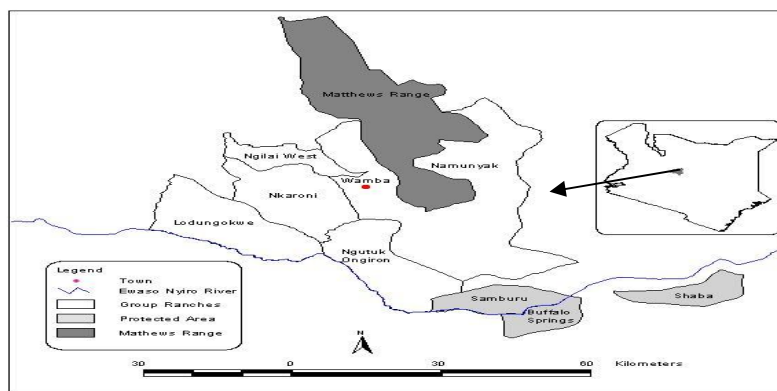 Matthews Range
Ngilai West
Namunyak
Wamba
Nkaroni
Lodungokwe
Ngutuk
Ongiron
Samburu
Buffalo
Springs
Shaba
Legend
Town
Ewaso Nyiro River
Group Ranches
Protected Area
Mathews Range
N
30 0 30 60 Kilometers